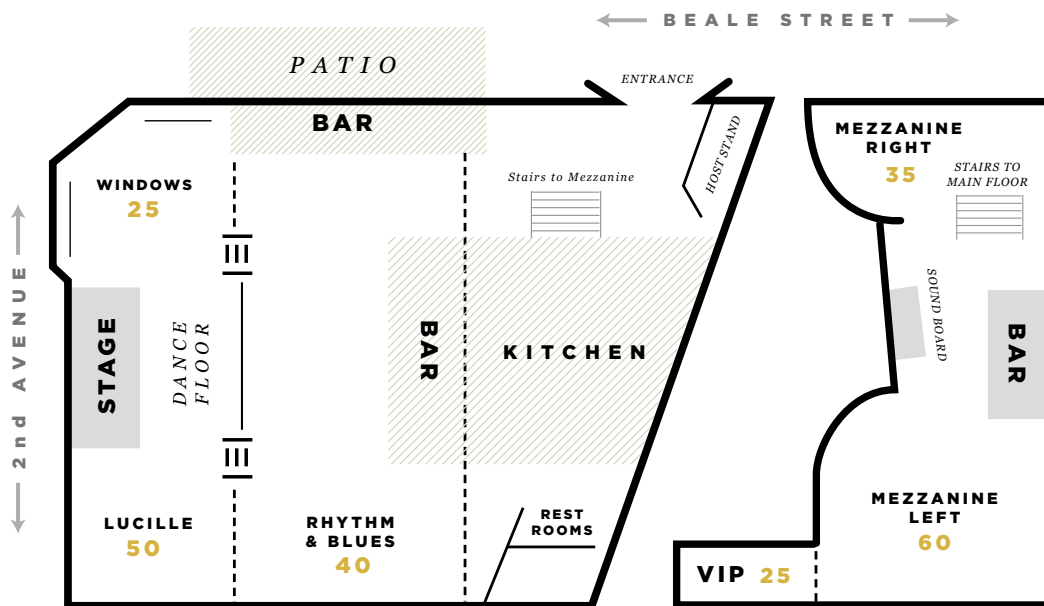 BEALE STREET
PATIO
ENTRANCE
BAR
HOST STAND
Stairs to Mezzanine
WINDOWS
25
2nd AVENUE
STAGE
DANCE
FLOOR
BAR
KITCHEN
LUCILLE
50
RHYTHM
& BLUES
40
REST
ROOMS
MEZZANINE
RIGHT
35
STAIRS TO
MAIN FLOOR
SOUND BOARD
BAR
MEZZANINE
LEFT
60
VIP 25